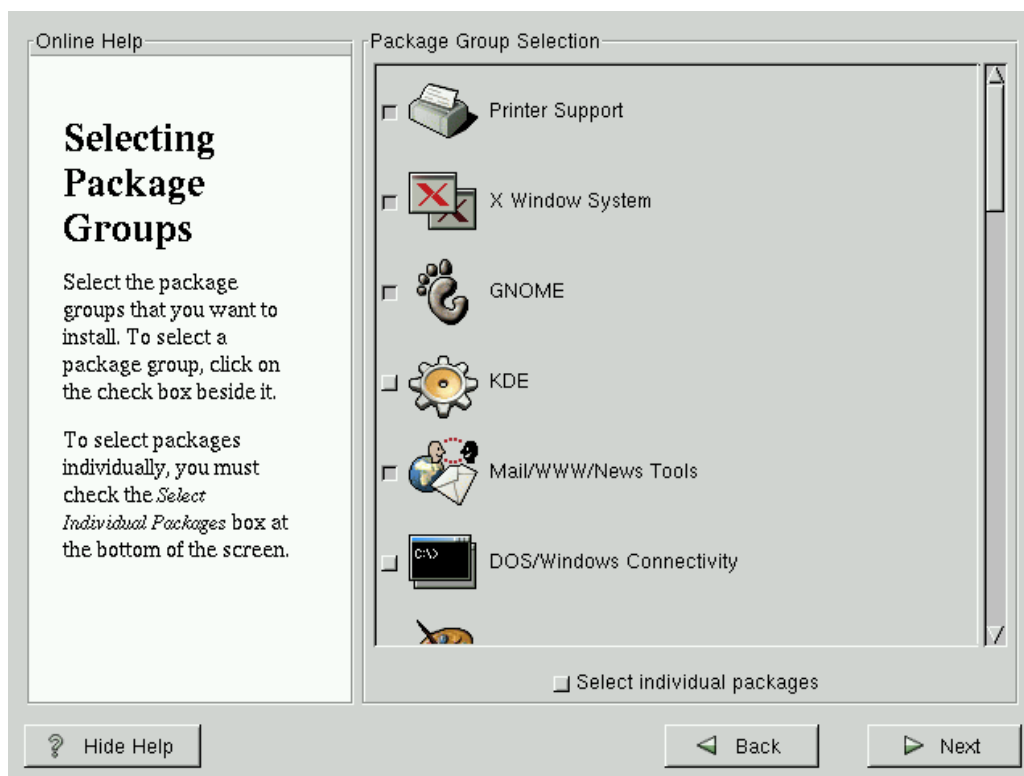 Online Help
Selecting
Package
Groups
Select the package
groups that you want to
install. To select a
package group, click on
the check box beside it.
To select packages
individually, you must
check the Select
Individual Packages box at
the bottom of the screen.
Package Group Selection
Printer Support
X Window System
GNOME
KDE
Mail/WWW/News Tools
C:\>
DOS/Windows Connectivity
Select individual packages
Hide Help
Back
Next